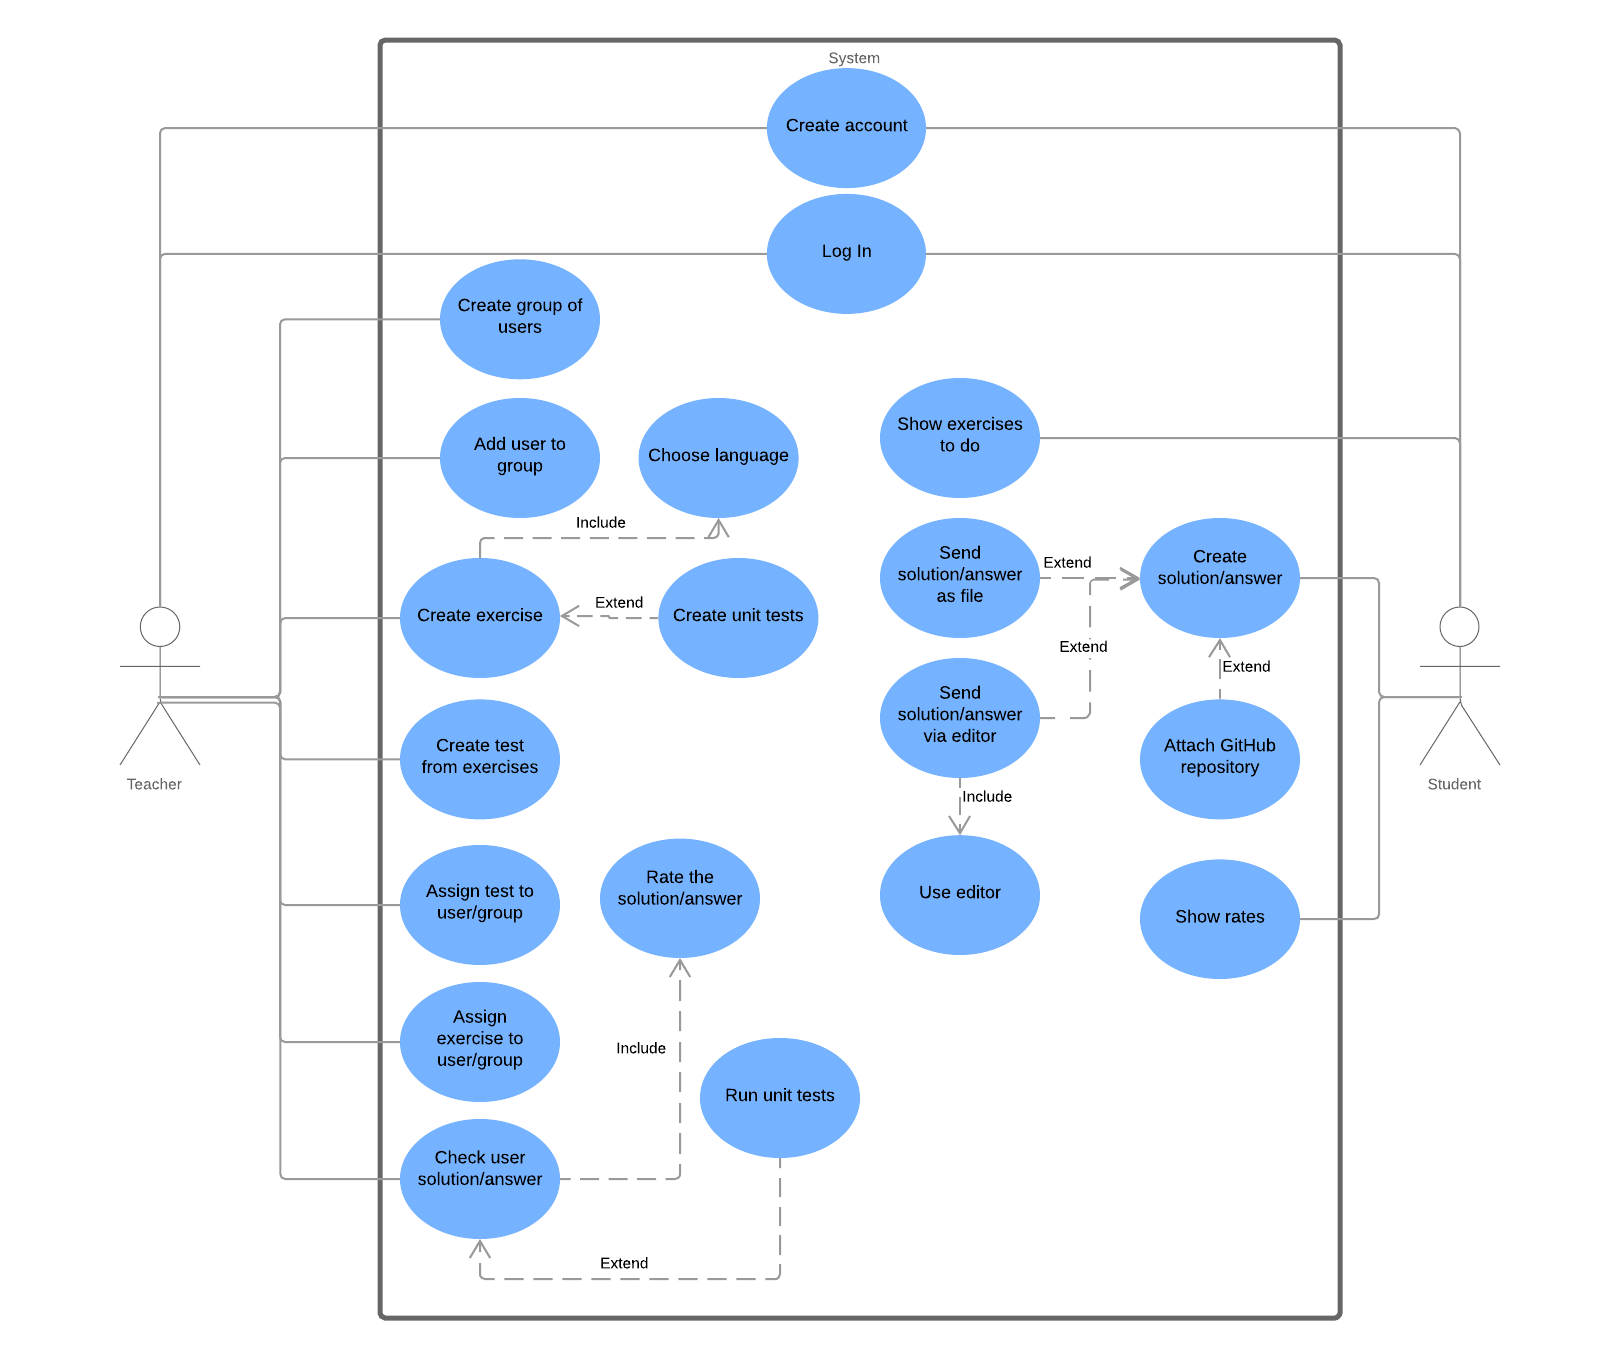 System
Create account
Log In
Create group of
users
Add user to
group
Choose language
Show exercises
to do
Include
Send
solution/answer
as file
Extend
Create
solution/answer
Create exercise
Extend
Create unit tests
Extend
Extend
Send
solution/answer
via editor
Create test
from exercises
Attach GitHub
repository
Teacher
Student
Include
Assign test to
user/group
Rate the
solution/answer
Use editor
Show rates
Assign
exercise to
user/group
Include
Run unit tests
Check user
solution/answer
Extend